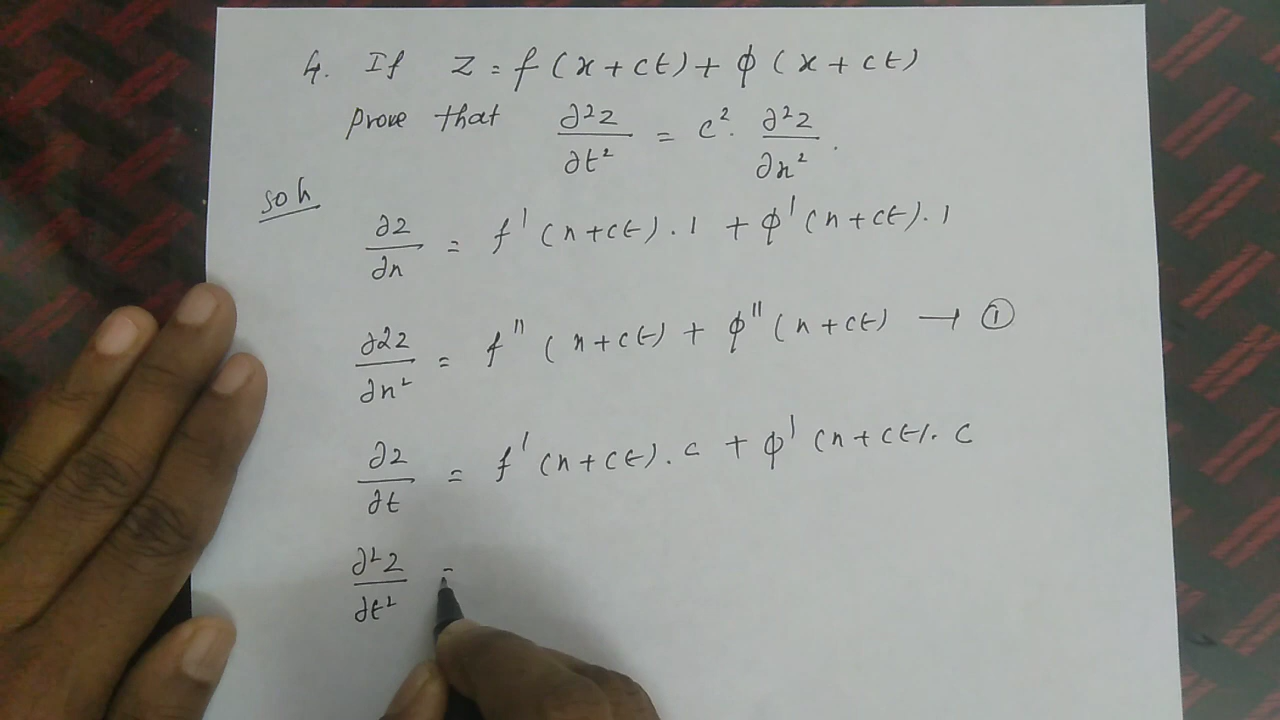 4. If z = f (x + ct) + φ (x + ct)
prove that ∂²z/∂t² = c². ∂²z/∂x².
soln
∂z/∂x = f' (x + ct) . 1 + φ' (x + ct) . 1
∂²z/∂x² = f'' (x + ct) + φ'' (x + ct) → ①
∂z/∂t = f' (x + ct) . c + φ' (x + ct) . c
∂²z/∂t² =